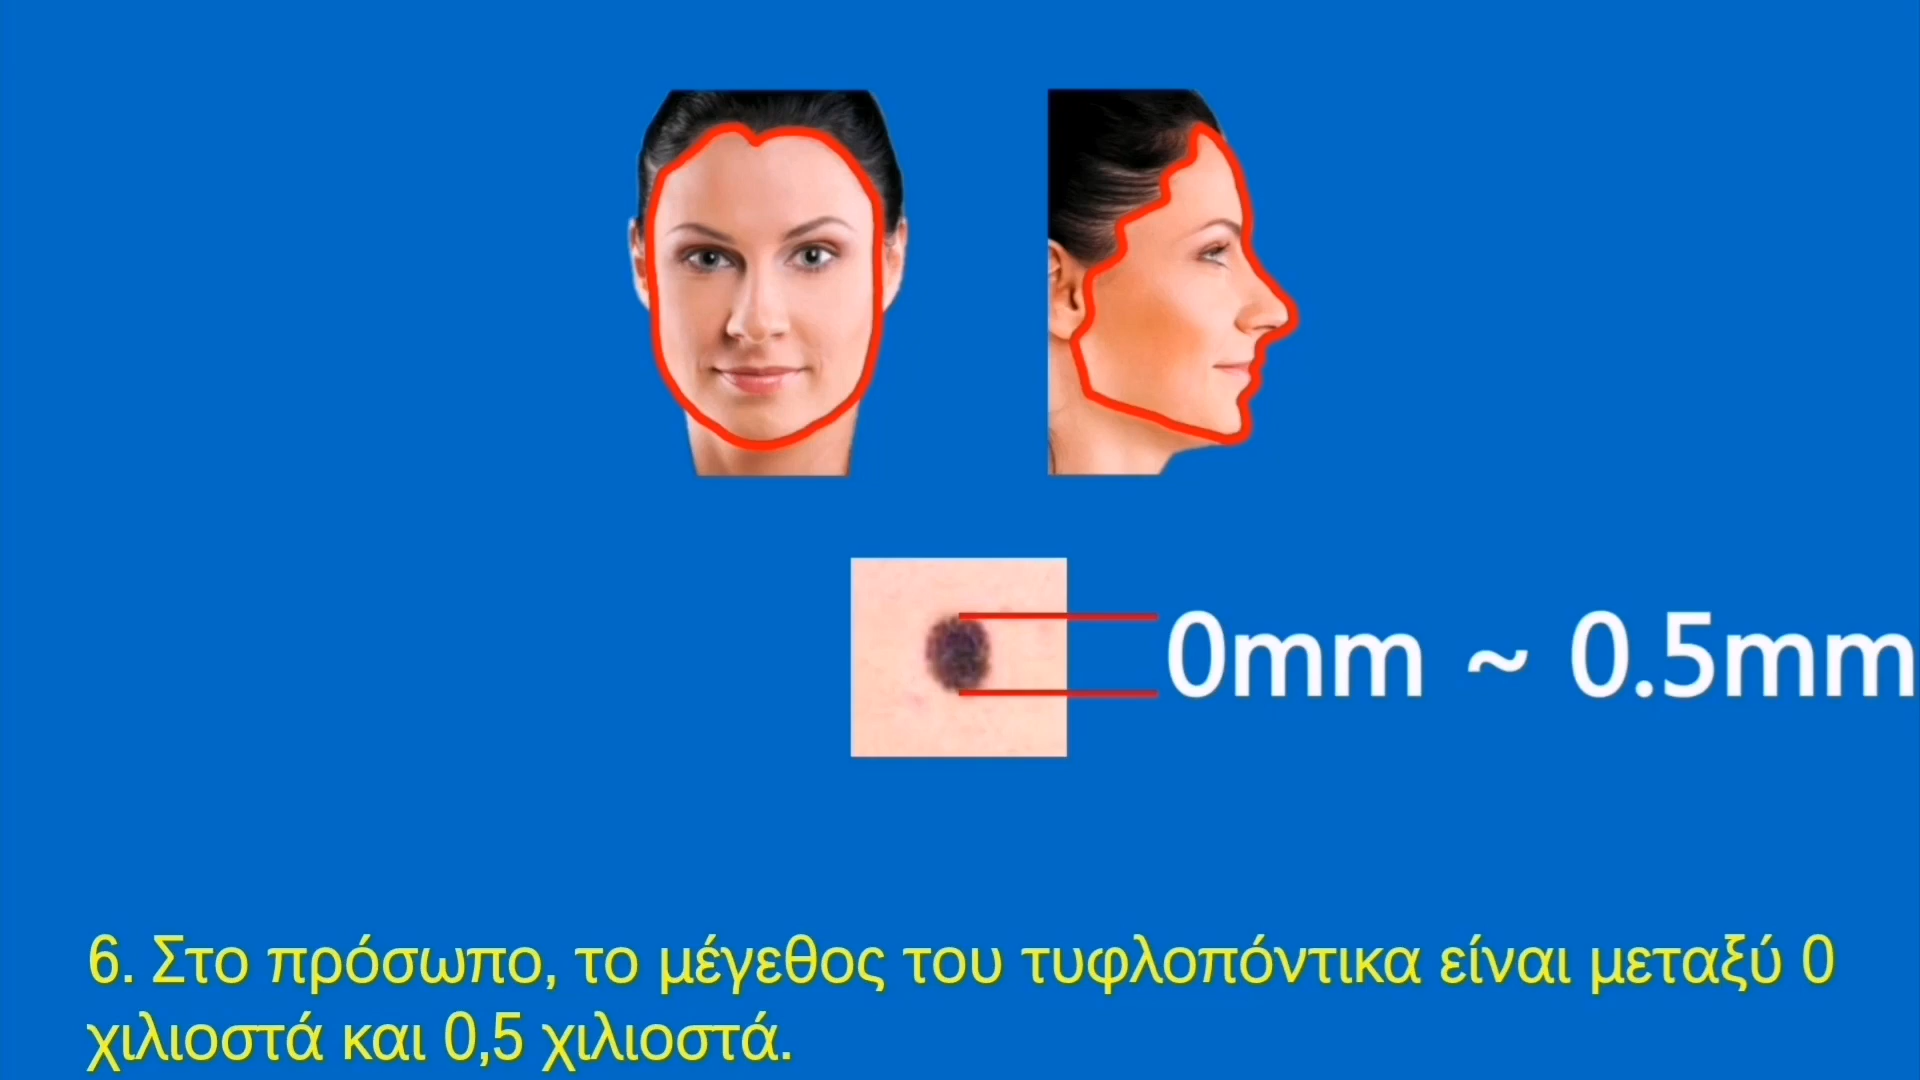 0mm ~ 0.5mm
6. Στο πρόσωπο, το μέγεθος του τυφλοπόντικα είναι μεταξύ 0
χιλιοστά και 0,5 χιλιοστά.